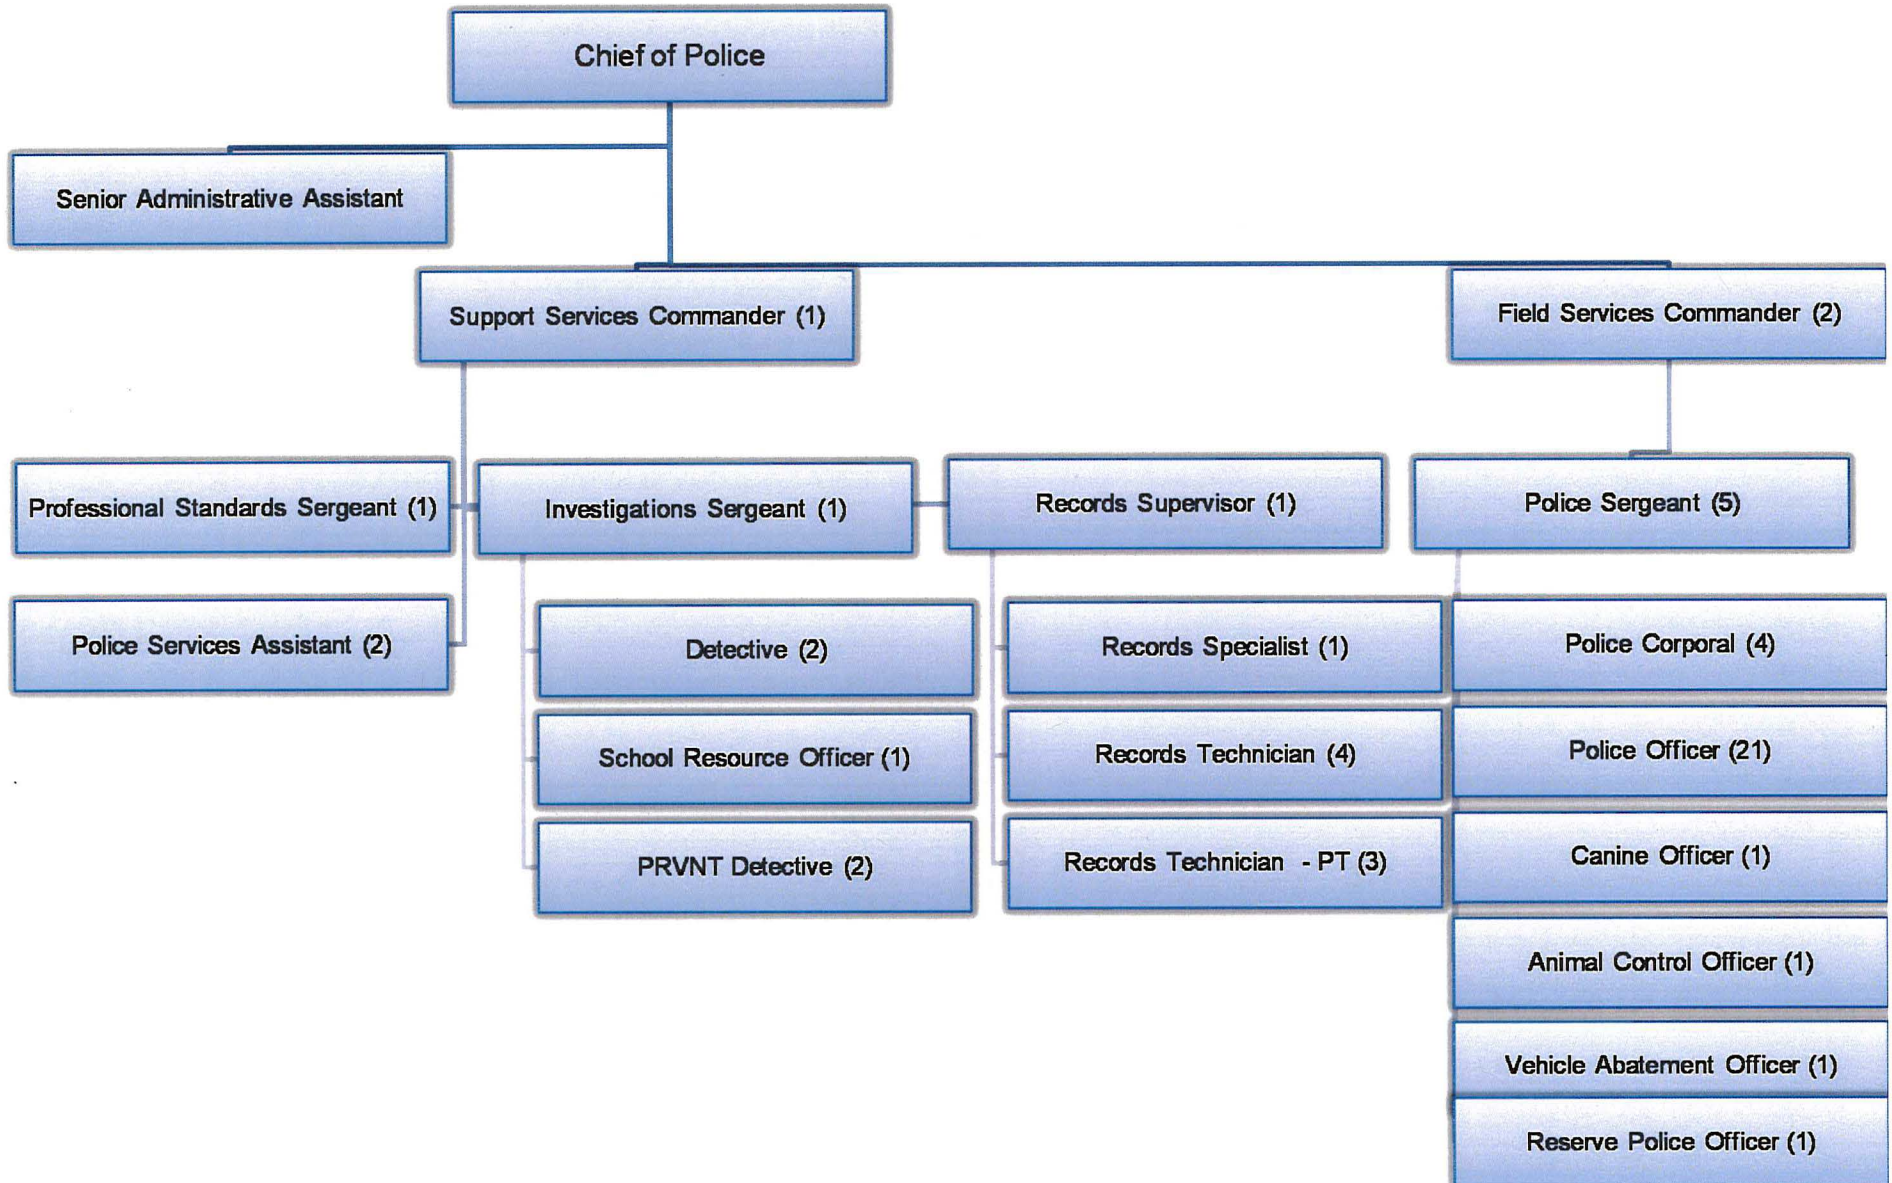 Chief of Police
Senior Administrative Assistant
Support Services Commander (1)
Field Services Commander (2)
Professional Standards Sergeant (1)
Investigations Sergeant (1)
Records Supervisor (1)
Police Sergeant (5)
Police Services Assistant (2)
Detective (2)
Records Specialist (1)
Police Corporal (4)
School Resource Officer (1)
Records Technician (4)
Police Officer (21)
PRVNT Detective (2)
Records Technician - PT (3)
Canine Officer (1)
Animal Control Officer (1)
Vehicle Abatement Officer (1)
Reserve Police Officer (1)